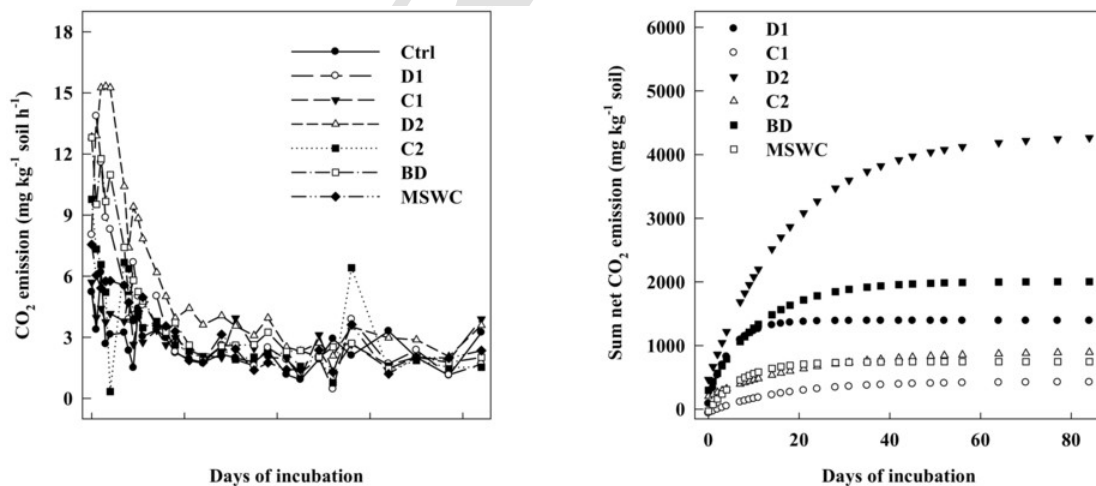 18
15
12
9
6
3
0
CO2 emission (mg kg-1 soil h-1)
Ctrl
D1
C1
D2
C2
BD
MSWC
Days of incubation
6000
5000
4000
3000
2000
1000
0
Sum net CO2 emission (mg kg-1 soil)
D1
C1
D2
C2
BD
MSWC
0 20 40 60 80
Days of incubation